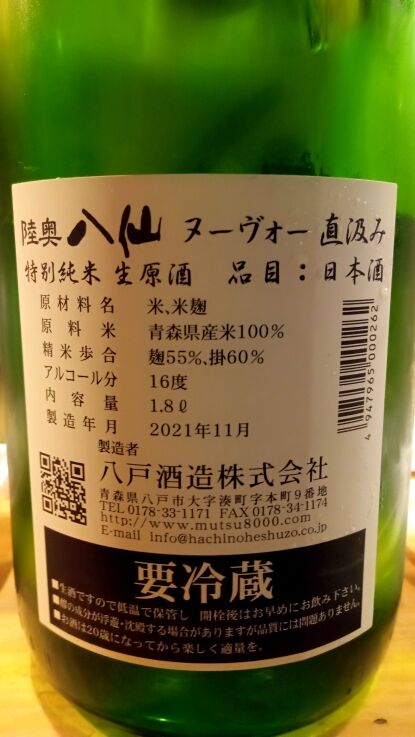 陸奥八仙 ヌーヴォー 直汲み
特別純米 生原酒 品目：日本酒
原材料名 米、米麹
原料米 青森県産米100%
精米歩合 麹55%、掛60%
アルコール分 16度
内容量 1.8ℓ
製造年月 2021年11月
製造者
八戸酒造株式会社
青森県八戸市大字湊町字本町9番地
TEL 0178-33-1171 FAX 0178-34-1174
http://www.mutsu8000.com
E-mail info@hachinoheshuzo.co.jp
4 947965 000262
要冷蔵
■生酒ですので低温で保管し 開栓後はお早めにお飲み下さい。
■醪の成分が浮遊・沈殿する場合がありますが品質には問題ありません。
■お酒は20歳になってから楽しく適量を。